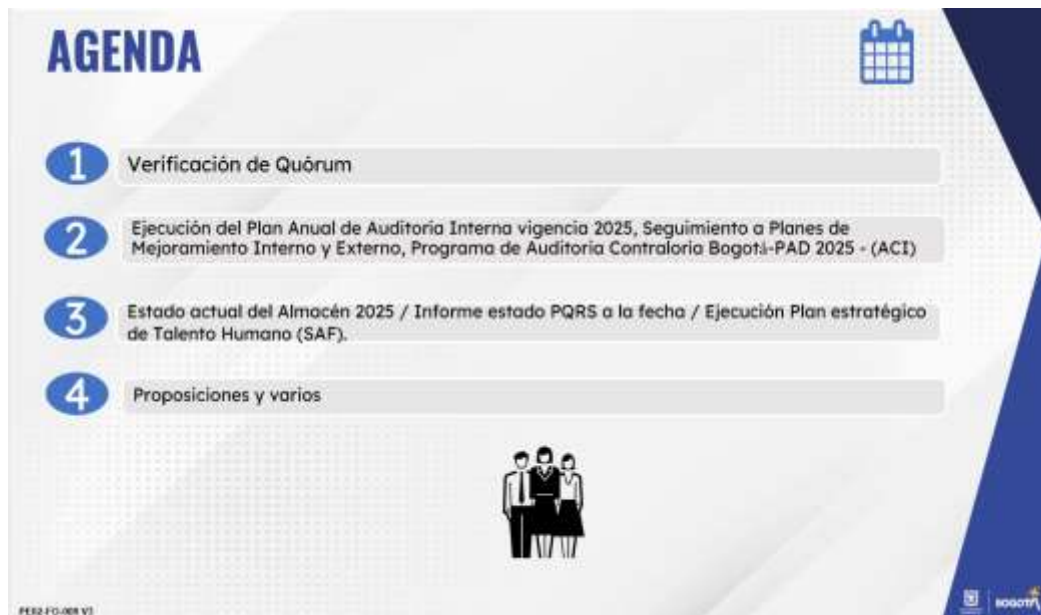 AGENDA
1
Verificación de Quórum
2
Ejecución del Plan Anual de Auditoria Interna vigencia 2025, Seguimiento a Planes de
Mejoramiento Interno y Externo, Programa de Auditoria Contraloria Bogotá-PAD 2025 - (ACI)
3
Estado actual del Almacén 2025 / Informe estado PQRS a la fecha / Ejecución Plan estratégico
de Talento Humano (SAF).
4
Proposiciones y varios
BOGOTÁ